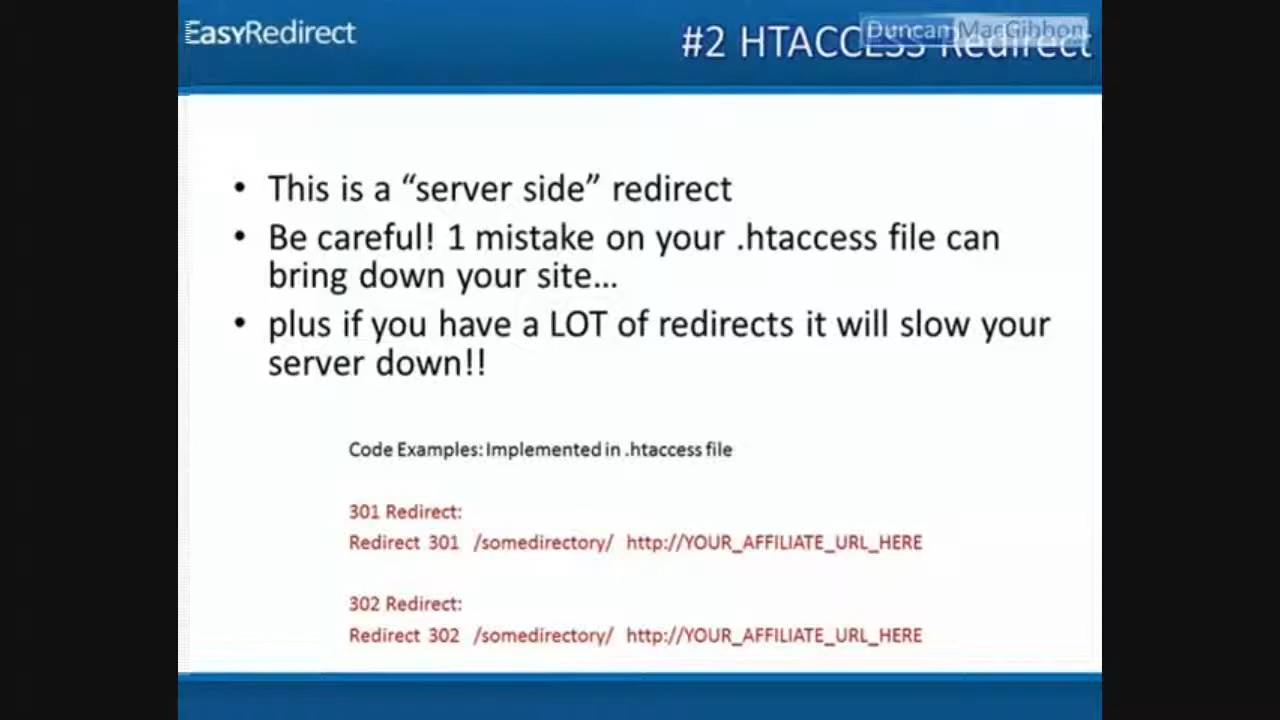 EasyRedirect
#2 HTACCESS Redirect
Duncan MacGibbon
• This is a “server side” redirect
• Be careful! 1 mistake on your .htaccess file can
bring down your site...
• plus if you have a LOT of redirects it will slow your
server down!!
Code Examples: Implemented in .htaccess file
301 Redirect:
Redirect 301 /somedirectory/ http://YOUR_AFFILIATE_URL_HERE
302 Redirect:
Redirect 302 /somedirectory/ http://YOUR_AFFILIATE_URL_HERE